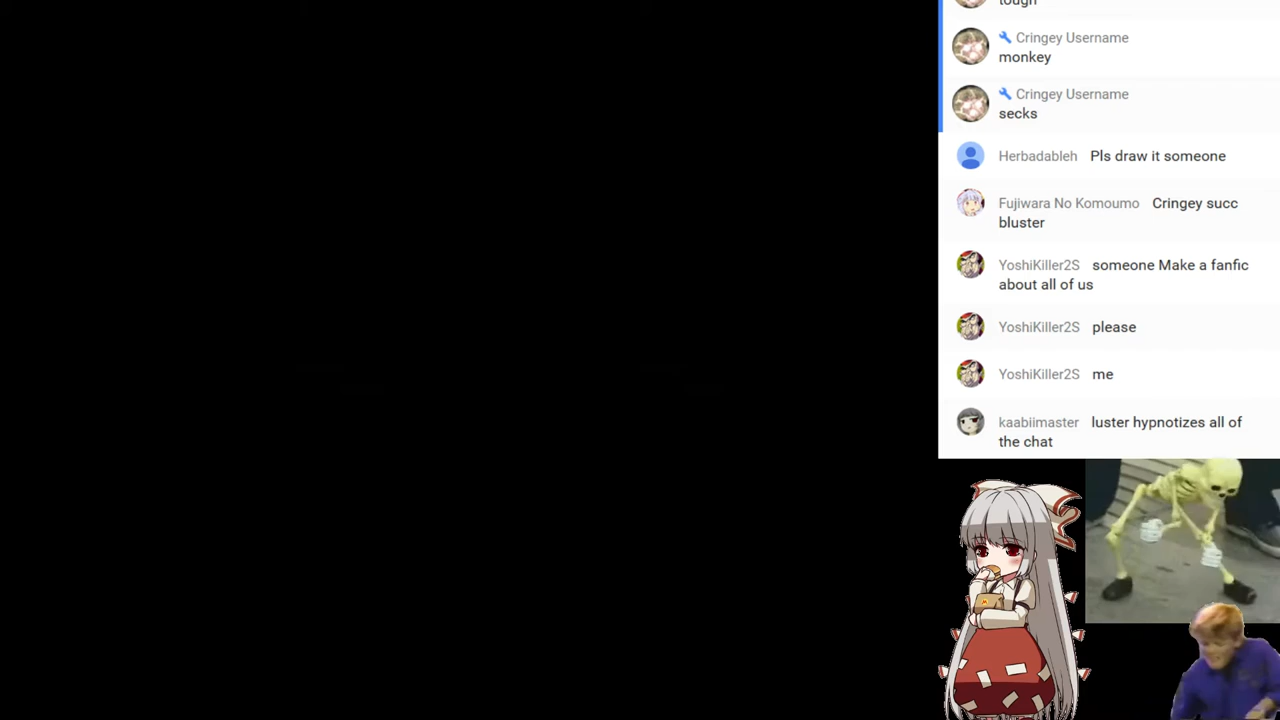 tough
Cringey Username
monkey
Cringey Username
secks
Herbadableh Pls draw it someone
Fujiwara No Komoumo Cringey succ
bluster
YoshiKiller2S someone Make a fanfic
about all of us
YoshiKiller2S please
YoshiKiller2S me
kaabiimaster luster hypnotizes all of
the chat